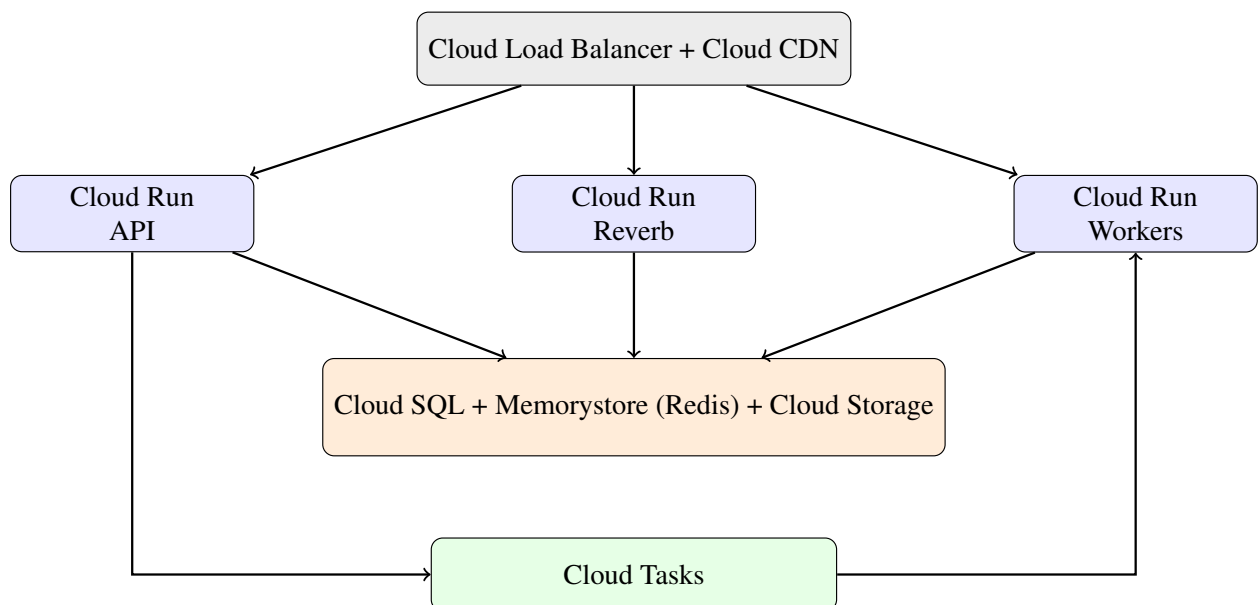 Cloud Load Balancer + Cloud CDN
Cloud Run
API
Cloud Run
Reverb
Cloud Run
Workers
Cloud SQL + Memorystore (Redis) + Cloud Storage
Cloud Tasks